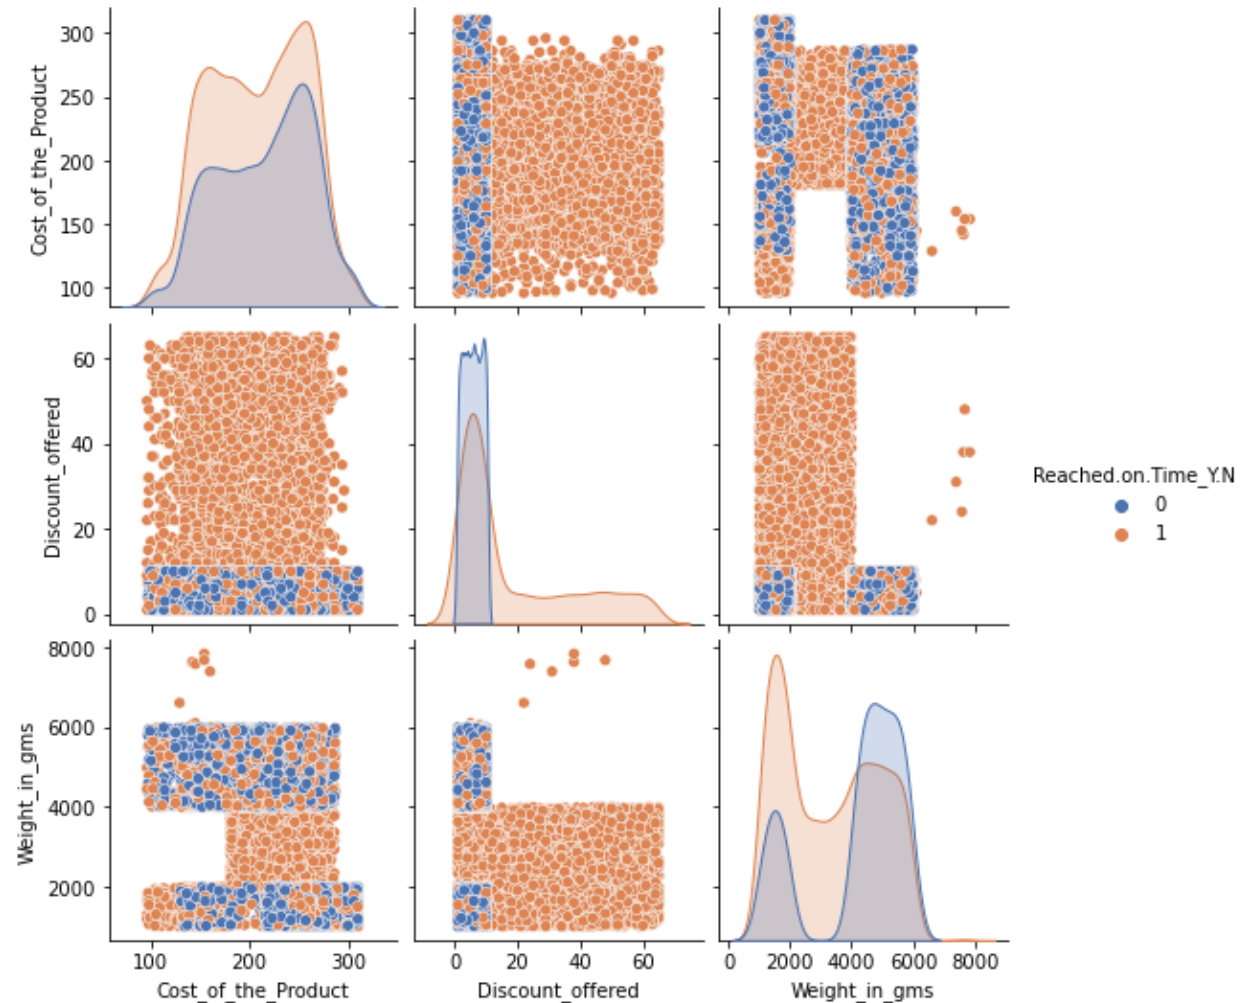 300
250
200
150
100
Cost_of_the_Product
60
40
20
0
Discount_offered
Reached.on.Time_Y.N
0
1
8000
6000
4000
2000
Weight_in_gms
100 200 300
0 20 40 60
0 2000 4000 6000 8000
Cost_of_the_Product
Discount_offered
Weight_in_gms